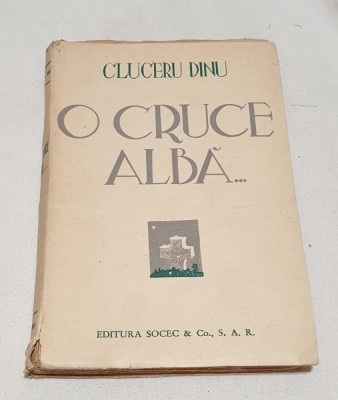 CLUCERU DINU
O CRUCE
ALBĂ...
EDITURA SOCEC & Co., S. A. R.